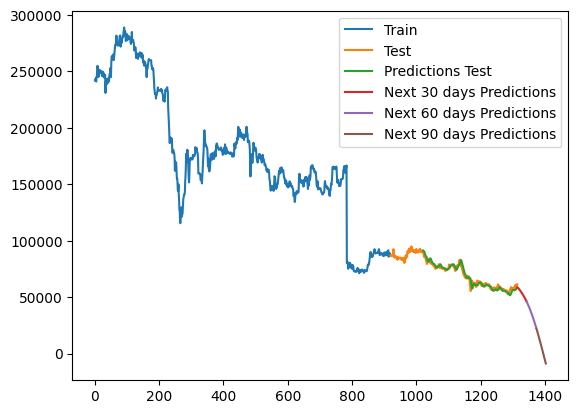 300000
250000
200000
150000
100000
50000
0
0 200 400 600 800 1000 1200 1400
Train
Test
Predictions Test
Next 30 days Predictions
Next 60 days Predictions
Next 90 days Predictions